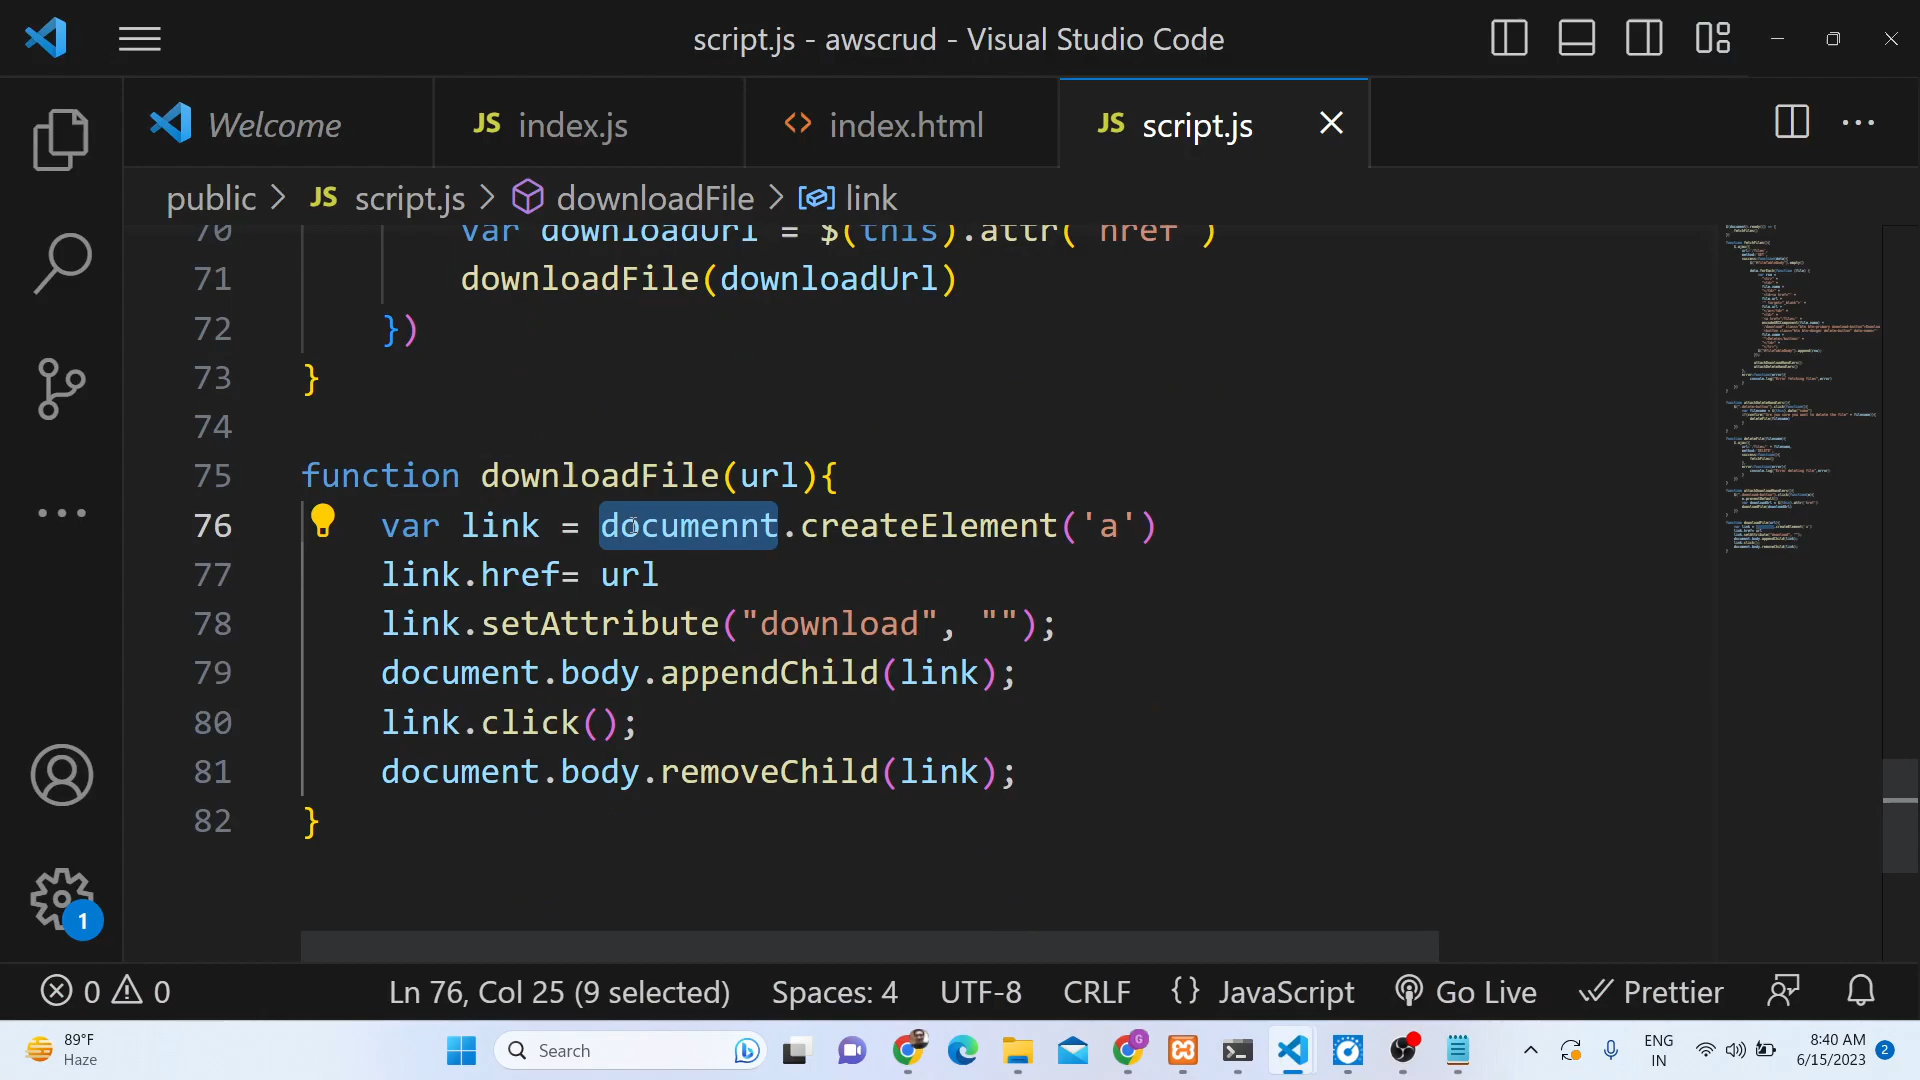 script.js - awscrud - Visual Studio Code
Welcome
JS index.js
index.html
JS script.js
public > JS script.js > downloadFile > link
70 var downloadUrl = $(this).attr('href')
71 downloadFile(downloadUrl)
72 })
73 }
74
75 function downloadFile(url){
76 var link = documennt.createElement('a')
77 link.href= url
78 link.setAttribute("download", "");
79 document.body.appendChild(link);
80 link.click();
81 document.body.removeChild(link);
82 }
1
0 0 Ln 76, Col 25 (9 selected) Spaces: 4 UTF-8 CRLF {} JavaScript Go Live Prettier
89°F
Haze
Search
G
ENG
IN
8:40 AM
6/15/2023
2